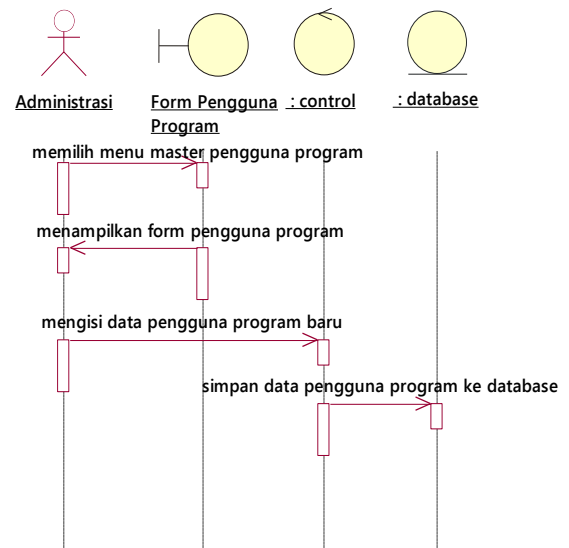 Administrasi
Form Pengguna
Program
: control
: database
memilih menu master pengguna program
menampilkan form pengguna program
mengisi data pengguna program baru
simpan data pengguna program ke database